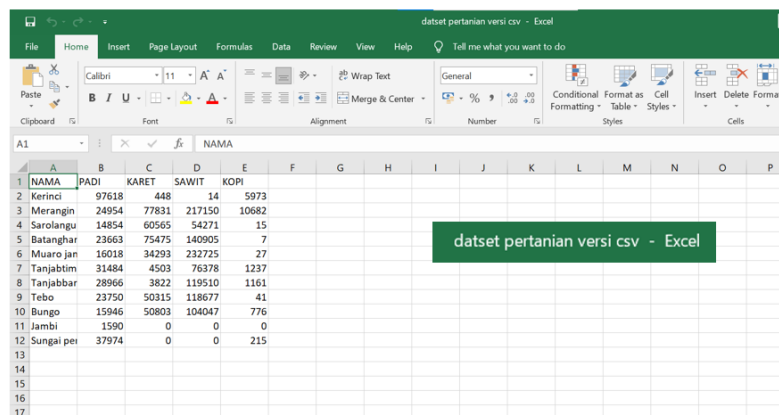 datset pertanian versi csv - Excel
File Home Insert Page Layout Formulas Data Review View Help Tell me what you want to do
Calibri 11 Wrap Text General
Paste B I U Merge & Center Conditional Formatting Format as Table Cell Styles Insert Delete Forma
Clipboard Font Alignment Number Styles Cells
A1 fx NAMA
A B C D E F G H I J K L M N O P
1 NAMA PADI KARET SAWIT KOPI
2 Kerinci 97618 448 14 5973
3 Merangin 24954 77831 217150 10682
4 Sarolangu 14854 60565 54271 15
5 Batanghar 23663 75475 140905 7
6 Muaro jan 16018 34293 232725 27
7 Tanjabtim 31484 4503 76378 1237
8 Tanjabbar 28966 3822 119510 1161
9 Tebo 23750 50315 118677 41
10 Bungo 15946 50803 104047 776
11 Jambi 1590 0 0 0
12 Sungai per 37974 0 0 215
13
14
15
16
17
datset pertanian versi csv - Excel